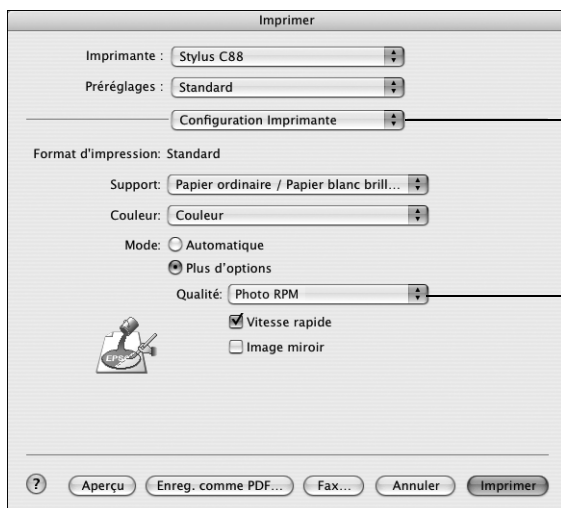 Imprimer
Imprimante : Stylus C88
Préréglages : Standard
Configuration Imprimante
Format d'impression: Standard
Support: Papier ordinaire / Papier blanc brill...
Couleur: Couleur
Mode: Automatique
Plus d'options
Qualité: Photo RPM
Vitesse rapide
Image miroir
EPSO
? Aperçu Enreg. comme PDF... Fax... Annuler Imprimer